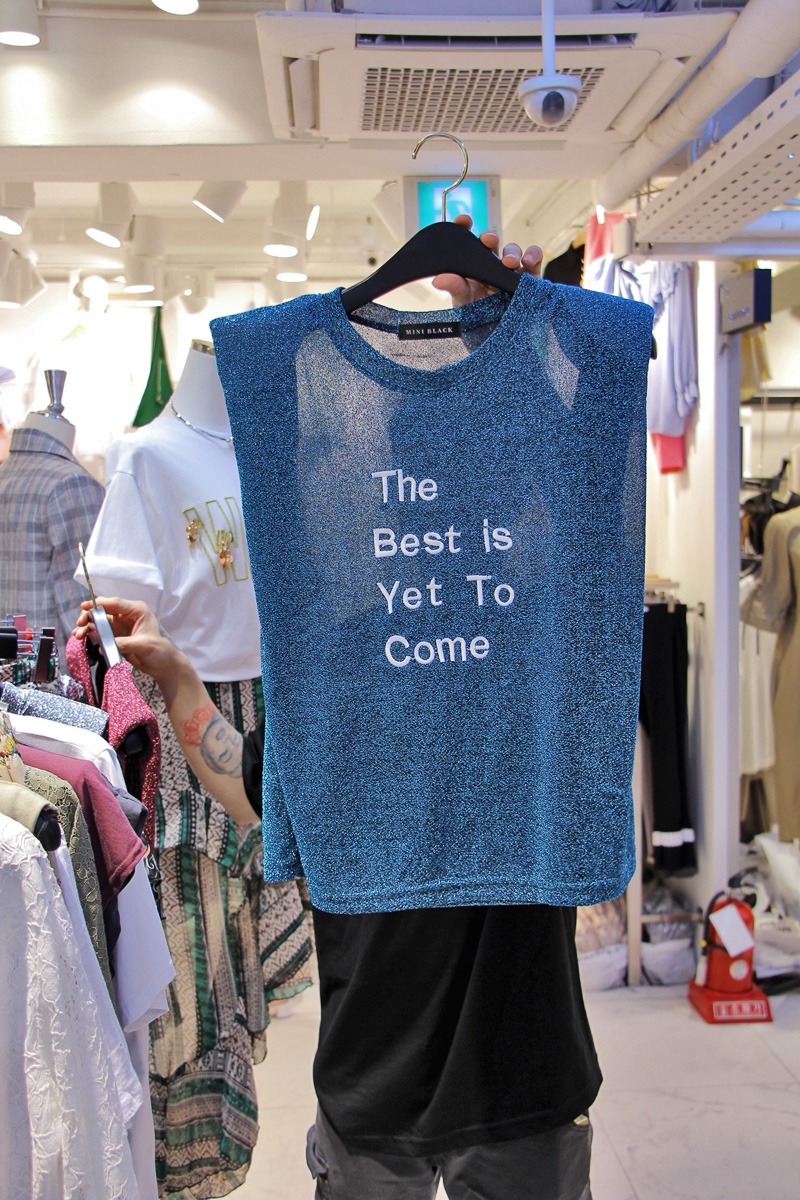 MINI BLACK
The
Best is
Yet To
Come
W